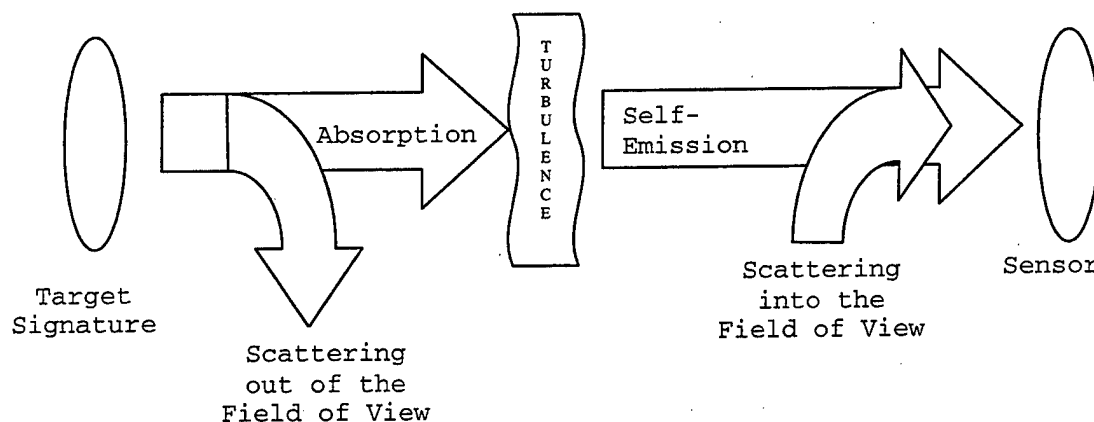 Target
Signature
Absorption
Scattering
out of the
Field of View
TURBULENCE
Self-
Emission
Scattering
into the
Field of View
Sensor